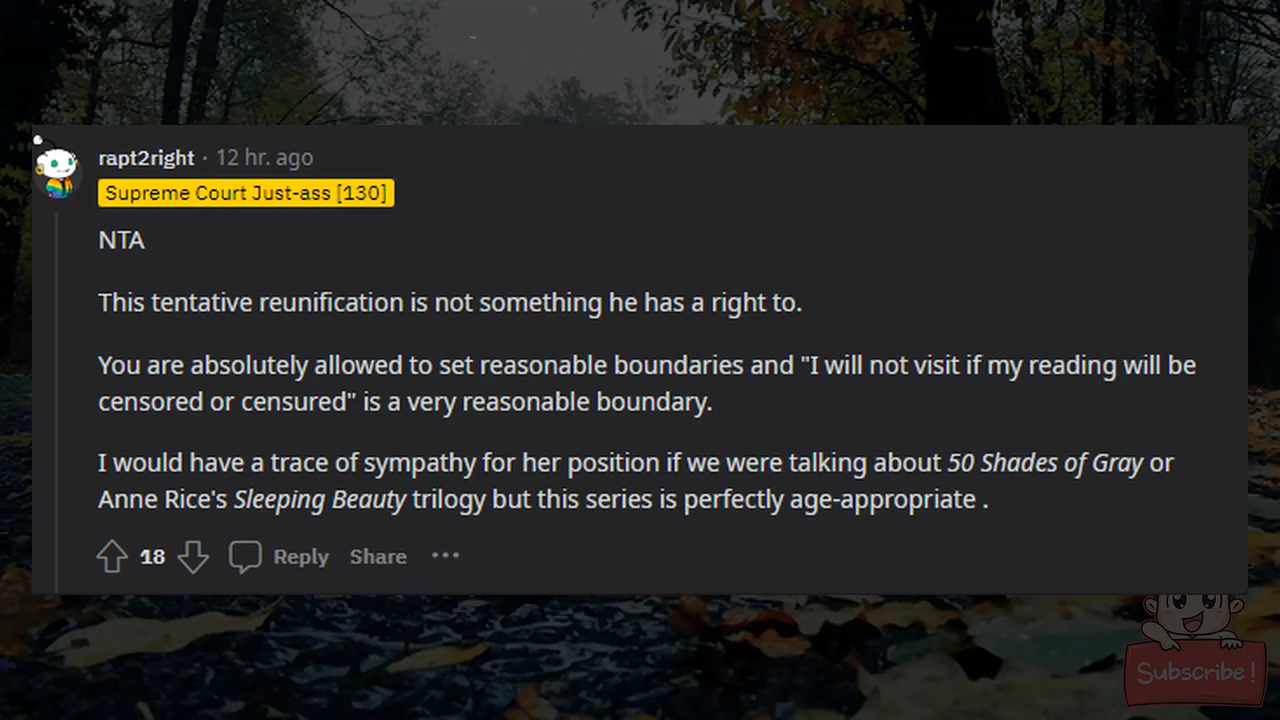 rapt2right · 12 hr. ago
Supreme Court Just-ass [130]
NTA
This tentative reunification is not something he has a right to.
You are absolutely allowed to set reasonable boundaries and "I will not visit if my reading will be
censored or censured" is a very reasonable boundary.
I would have a trace of sympathy for her position if we were talking about 50 Shades of Gray or
Anne Rice's Sleeping Beauty trilogy but this series is perfectly age-appropriate .
18 Reply Share ···
Subscribe!